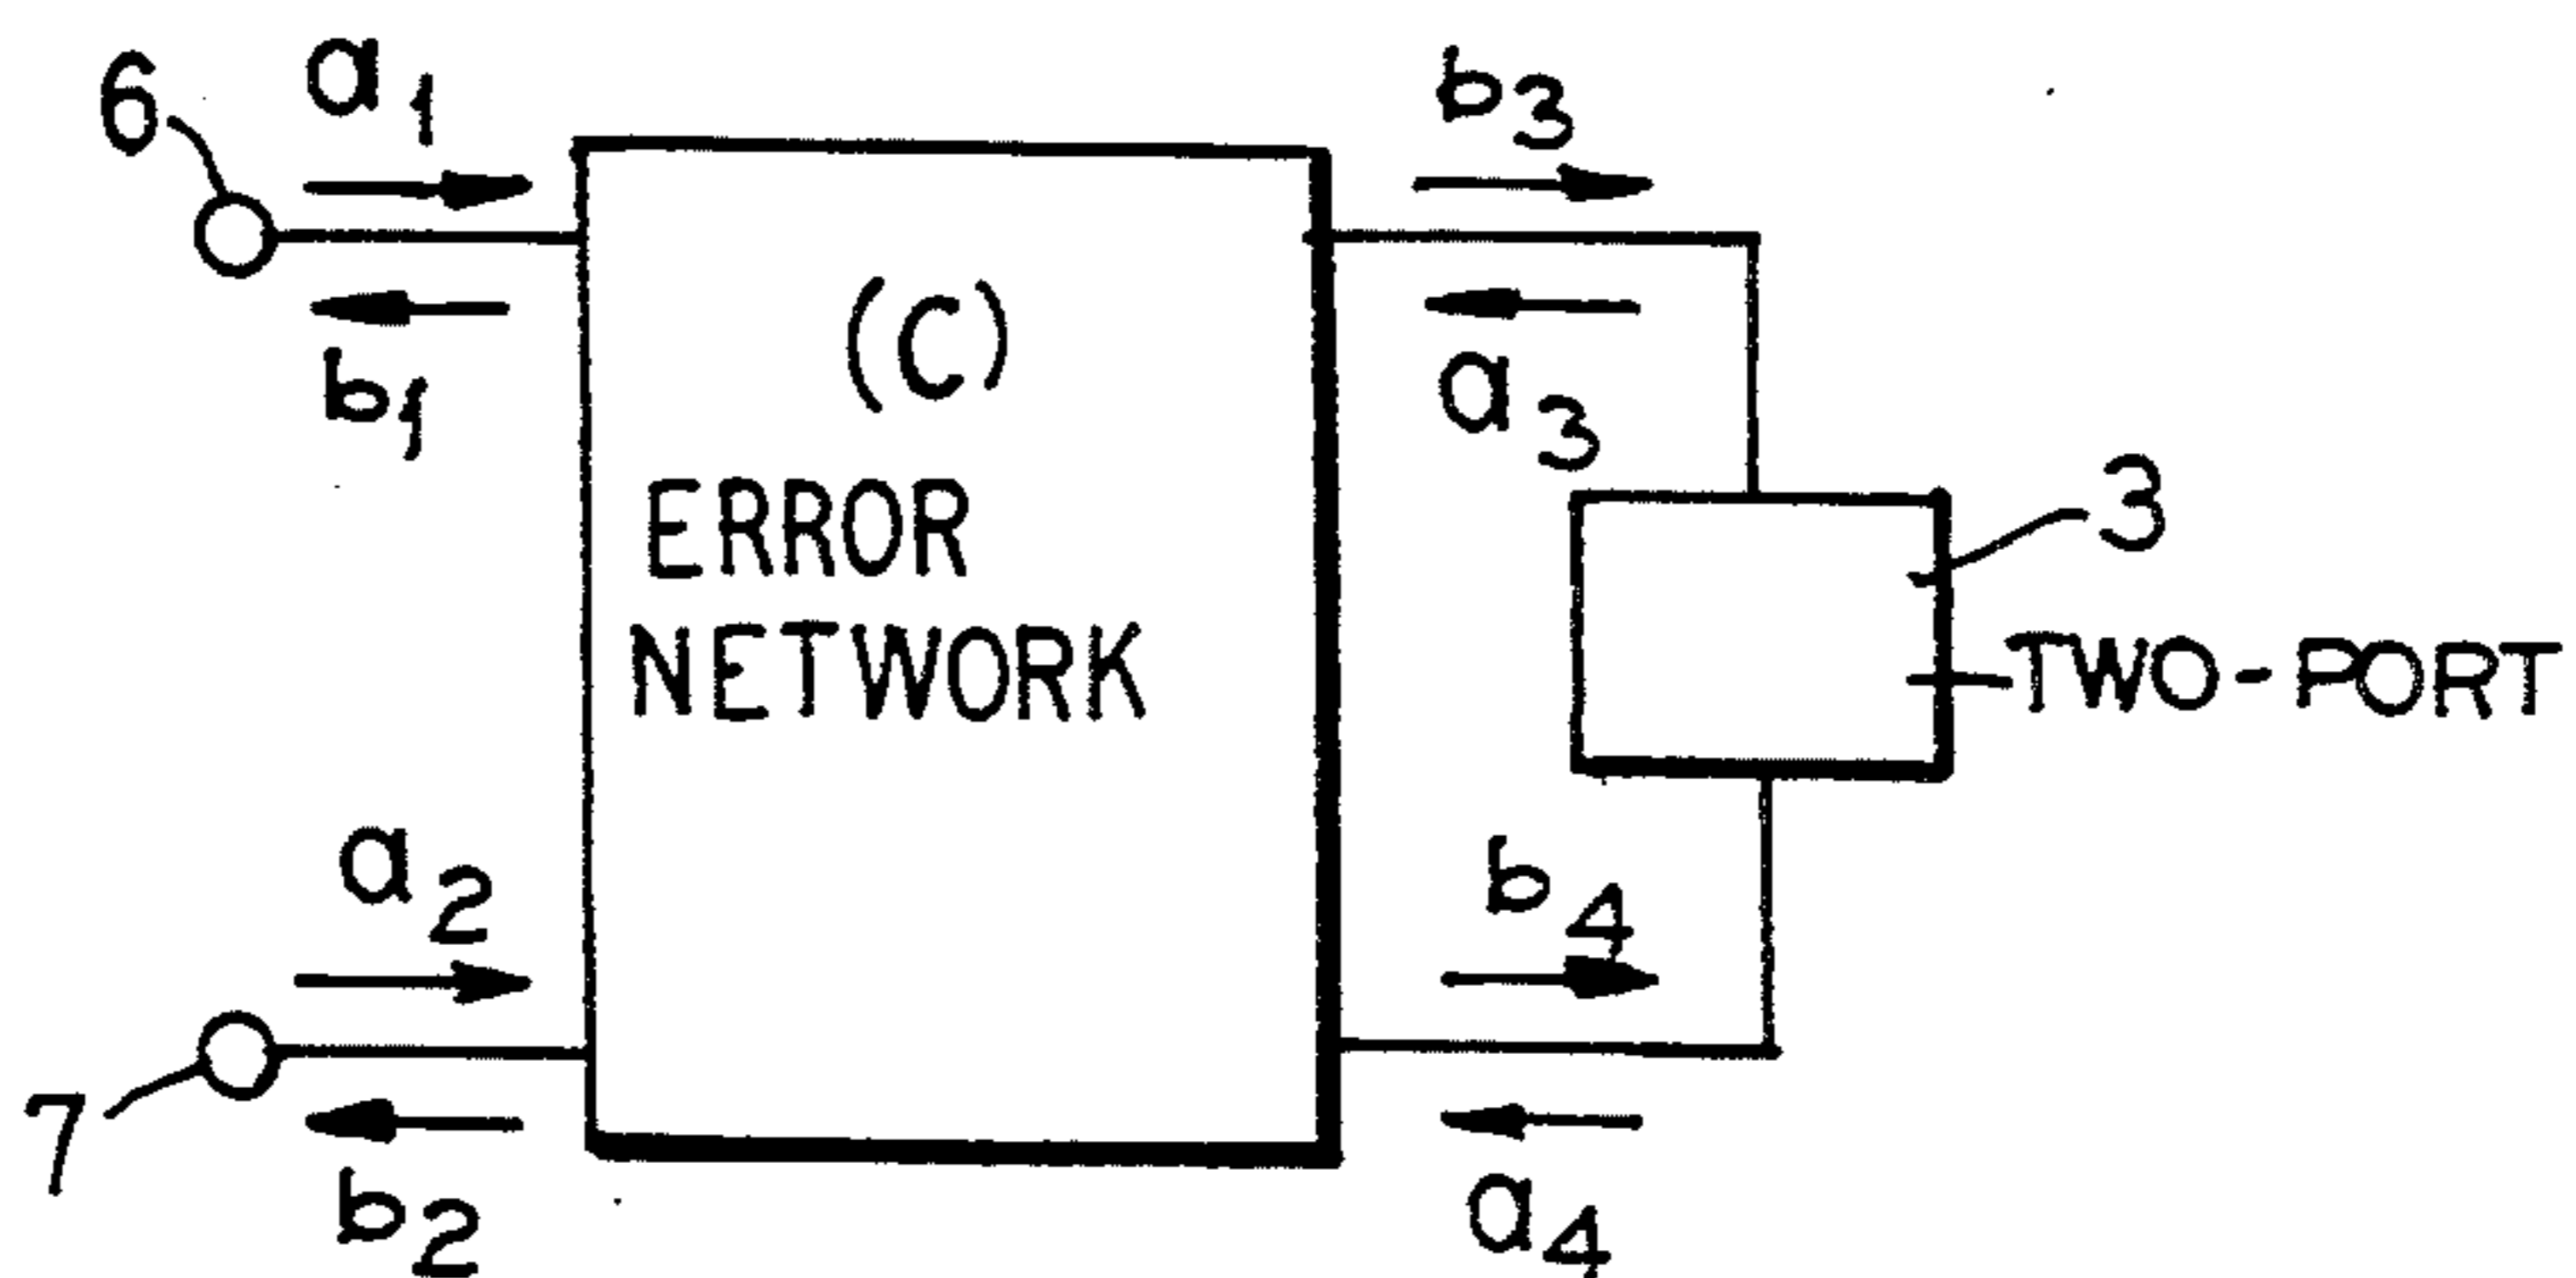 6
a1
b3
b1
(C)
a3
ERROR
NETWORK
3
TWO-PORT
a2
b4
7
b2
a4